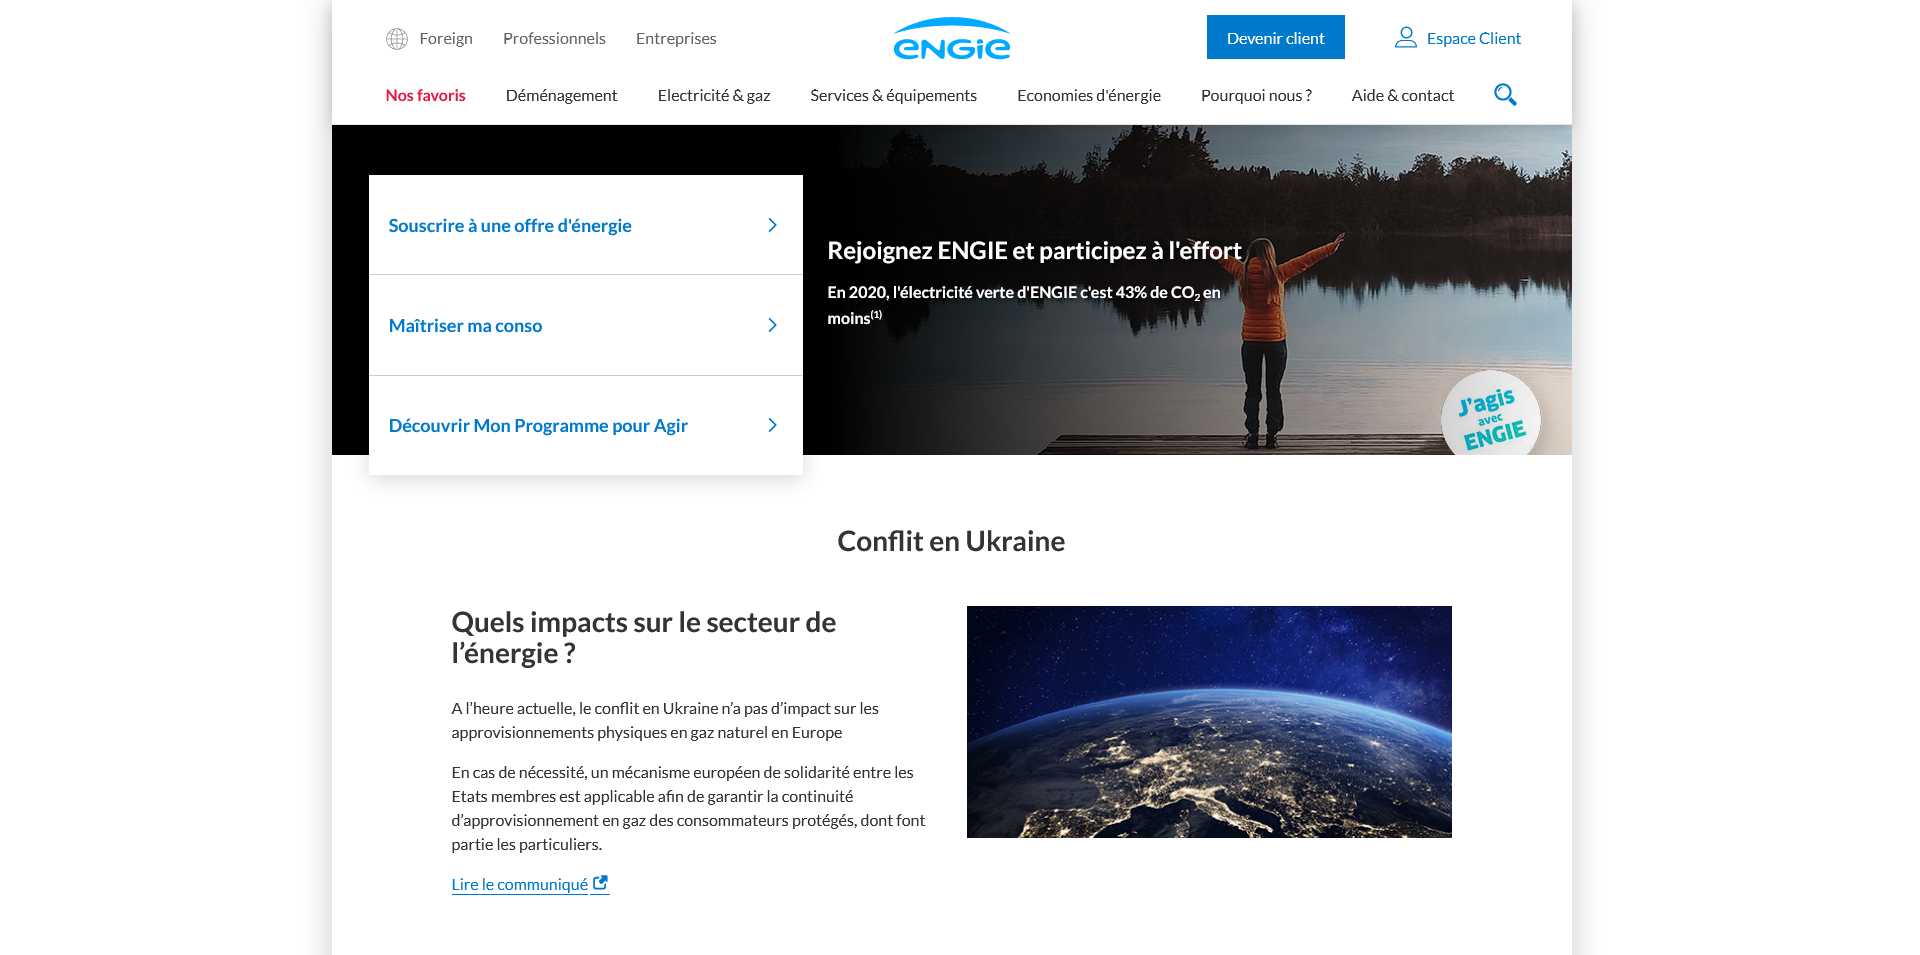 Foreign
Professionnels
Entreprises
ENGIE
Devenir client
Espace Client
Nos favoris
Déménagement
Electricité & gaz
Services & équipements
Economies d'énergie
Pourquoi nous ?
Aide & contact
Souscrire à une offre d'énergie
Maîtriser ma conso
Découvrir Mon Programme pour Agir
Rejoignez ENGIE et participez à l'effort
En 2020, l'électricité verte d'ENGIE c'est 43% de CO₂ en
moins⁽¹⁾
J'agis
avec
ENGIE
Conflit en Ukraine
Quels impacts sur le secteur de
l’énergie ?
A l’heure actuelle, le conflit en Ukraine n’a pas d’impact sur les
approvisionnements physiques en gaz naturel en Europe
En cas de nécessité, un mécanisme européen de solidarité entre les
Etats membres est applicable afin de garantir la continuité
d’approvisionnement en gaz des consommateurs protégés, dont font
partie les particuliers.
Lire le communiqué